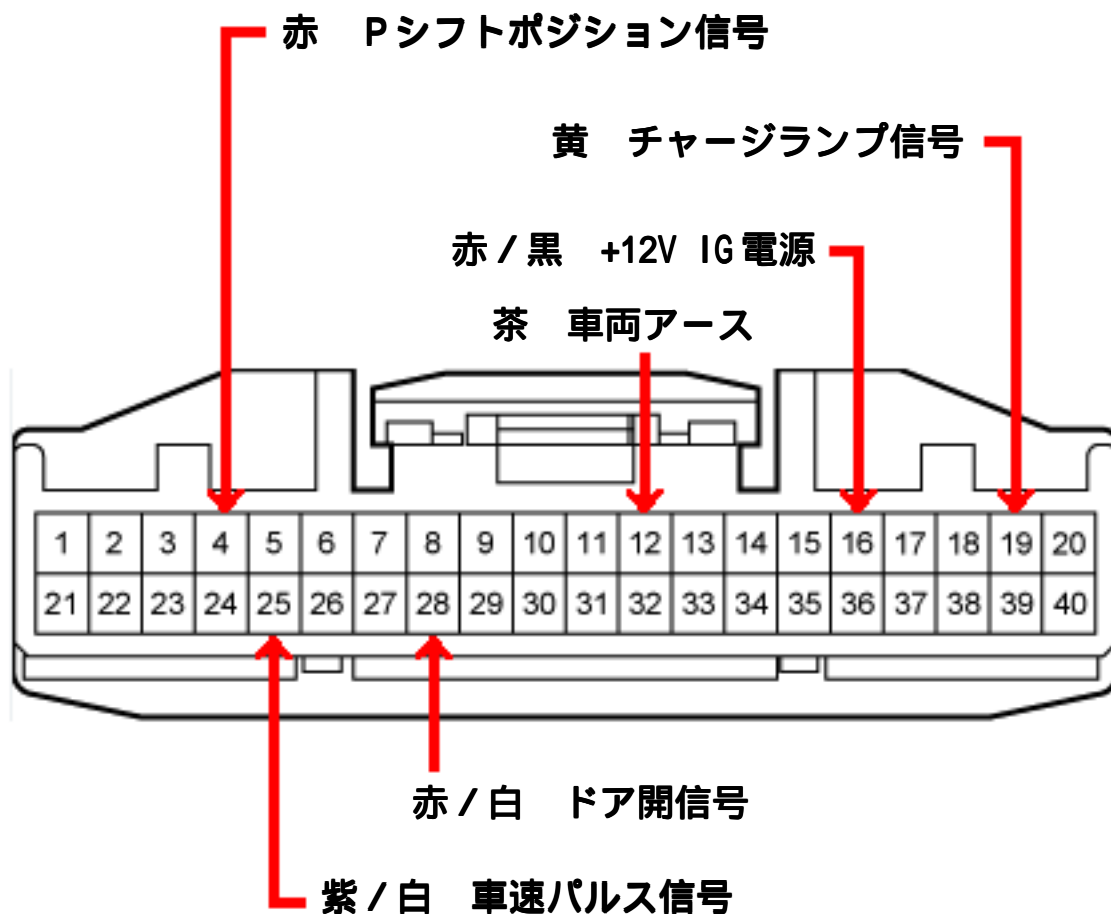 赤　Pシフトポジション信号
黄　チャージランプ信号
赤/黒　+12V IG電源
茶　車両アース
1 2 3 4 5 6 7 8 9 10 11 12 13 14 15 16 17 18 19 20
21 22 23 24 25 26 27 28 29 30 31 32 33 34 35 36 37 38 39 40
赤/白　ドア開信号
紫/白　車速パルス信号